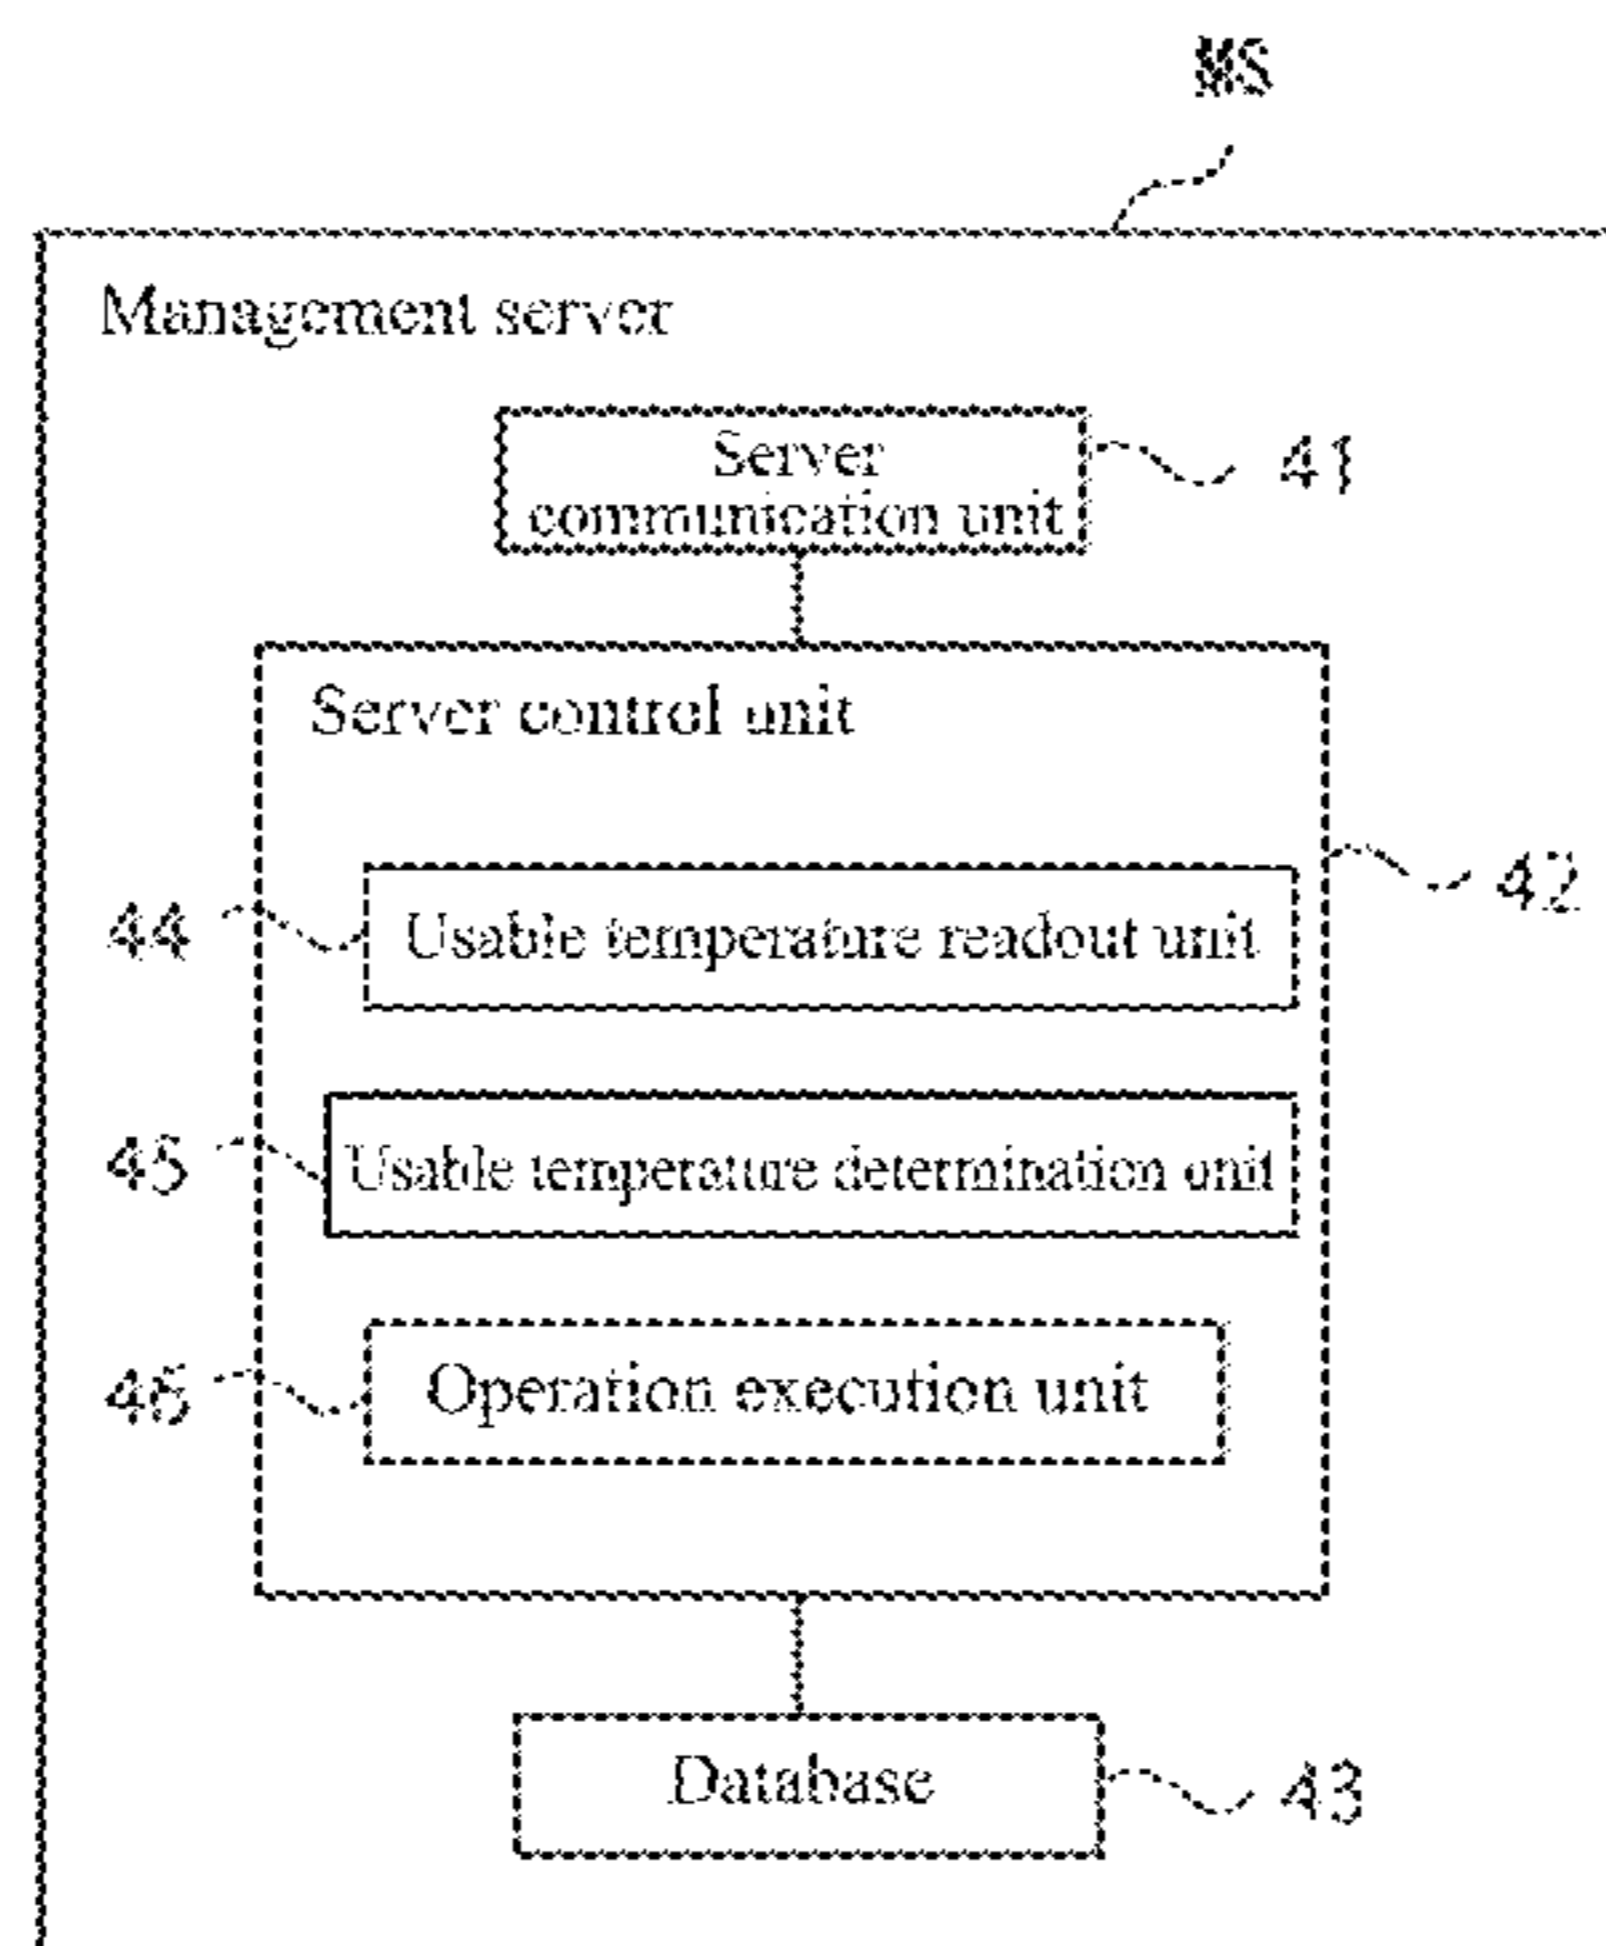 MS
Management server
Server
communication unit
41
Server control unit
42
44
Usable temperature readout unit
45
Usable temperature determination unit
46
Operation execution unit
Database
43